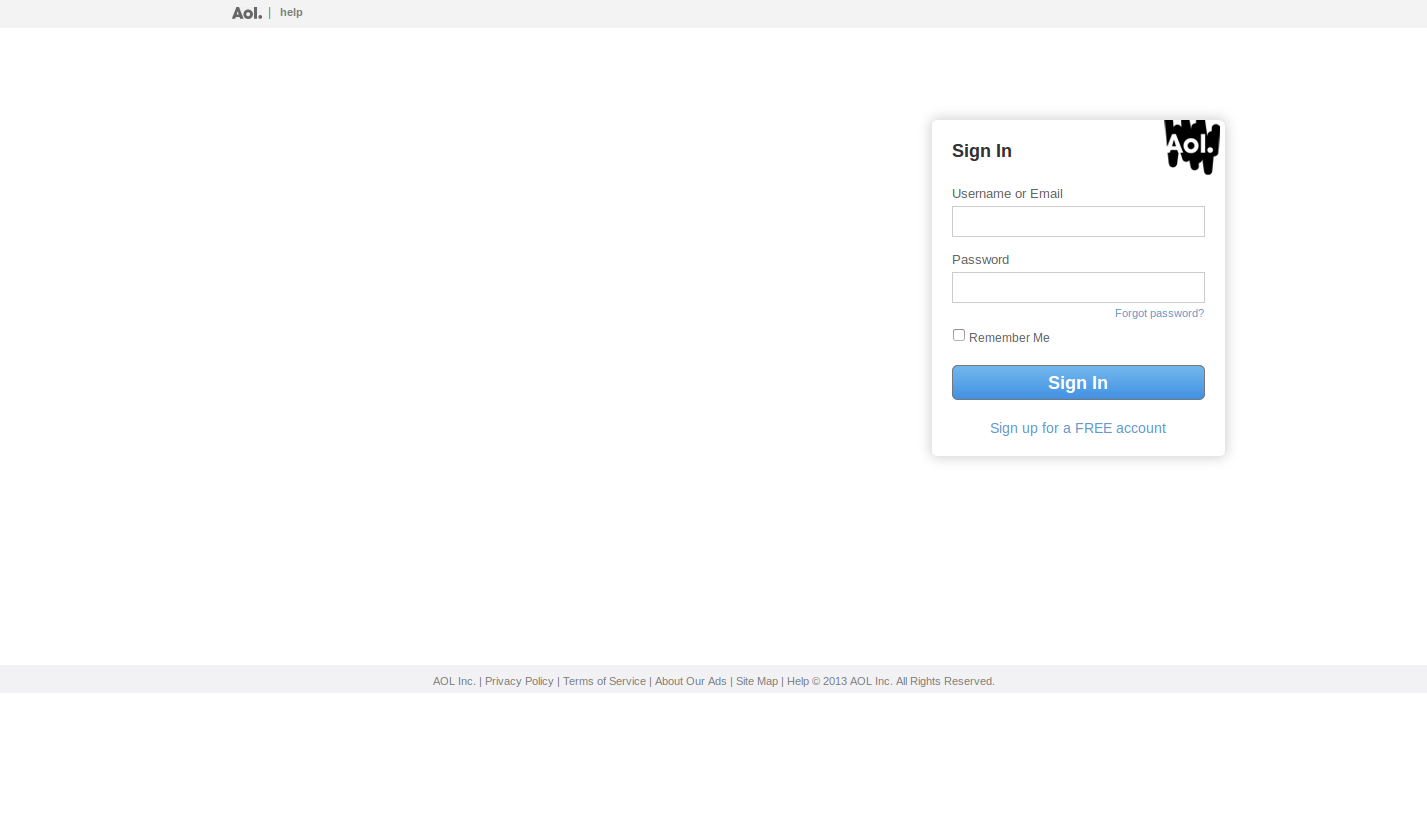 Aol. | help
Aol.
Sign In
Username or Email
Password
Forgot password?
Remember Me
Sign In
Sign up for a FREE account
AOL Inc. | Privacy Policy | Terms of Service | About Our Ads | Site Map | Help © 2013 AOL Inc. All Rights Reserved.